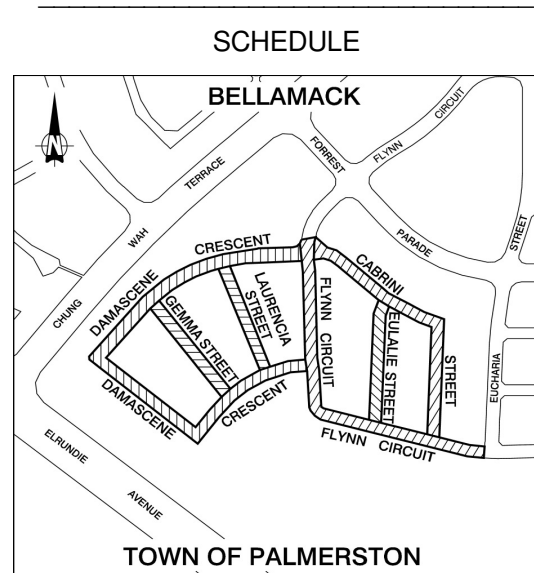 SCHEDULE
BELLAMACK
N
FLYNN CIRCUIT
FORREST
PARADE
CHUNG WAH TERRACE
DAMASCENE CRESCENT
CABRINI STREET
EUCHARIA STREET
GEMMA STREET
LAURENCIA STREET
FLYNN CIRCUIT
EULALIE STREET
DAMASCENE CRESCENT
FLYNN CIRCUIT
ELRUNDIE AVENUE
TOWN OF PALMERSTON